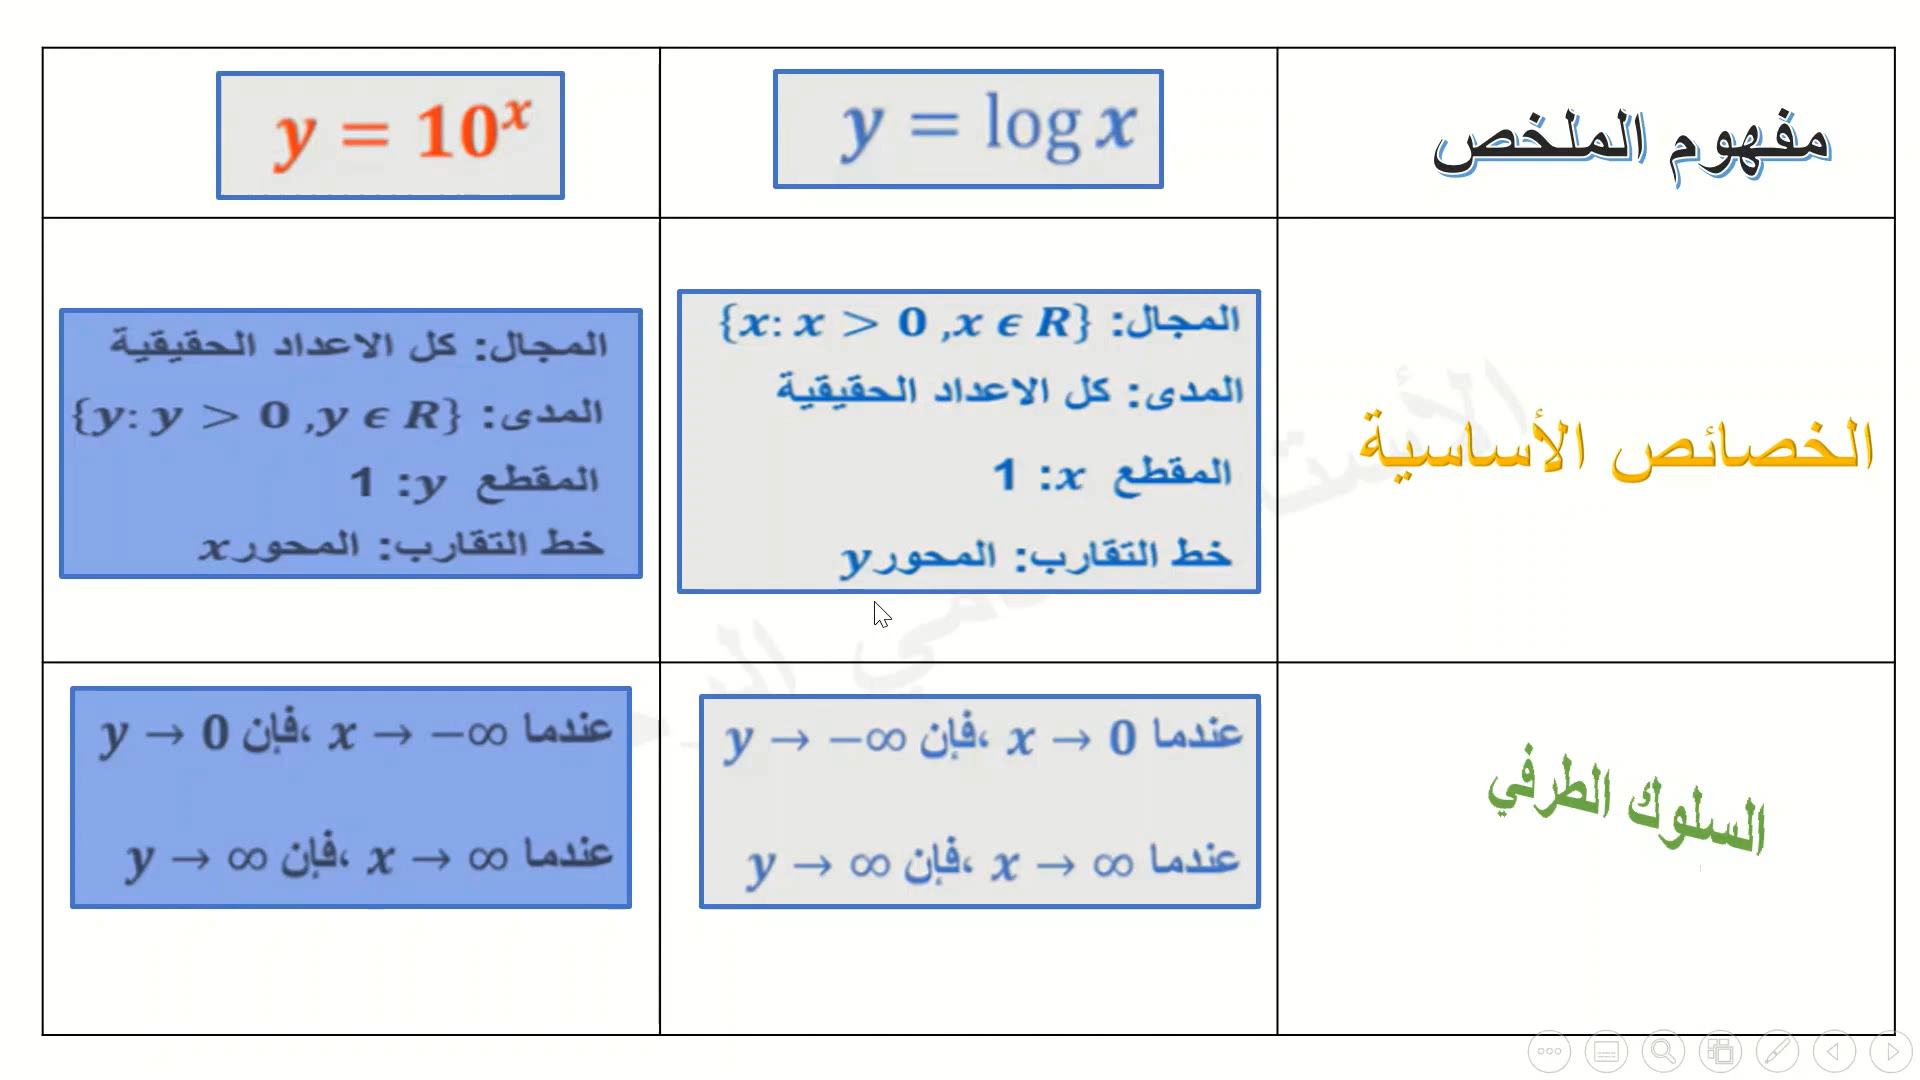 مفهوم الملخص
y = log x
y = 10^x
الخصائص الأساسية
المجال: {x: x > 0 ,x ϵ R}
المدى: كل الاعداد الحقيقية
المقطع x: 1
خط التقارب: المحور y
المجال: كل الاعداد الحقيقية
المدى: {y: y > 0 ,y ϵ R}
المقطع y: 1
خط التقارب: المحور x
السلوك الطرفي
عندما x → 0 ،فإن y → −∞
عندما x → ∞ ،فإن y → ∞
عندما x → −∞ ،فإن y → 0
عندما x → ∞ ،فإن y → ∞